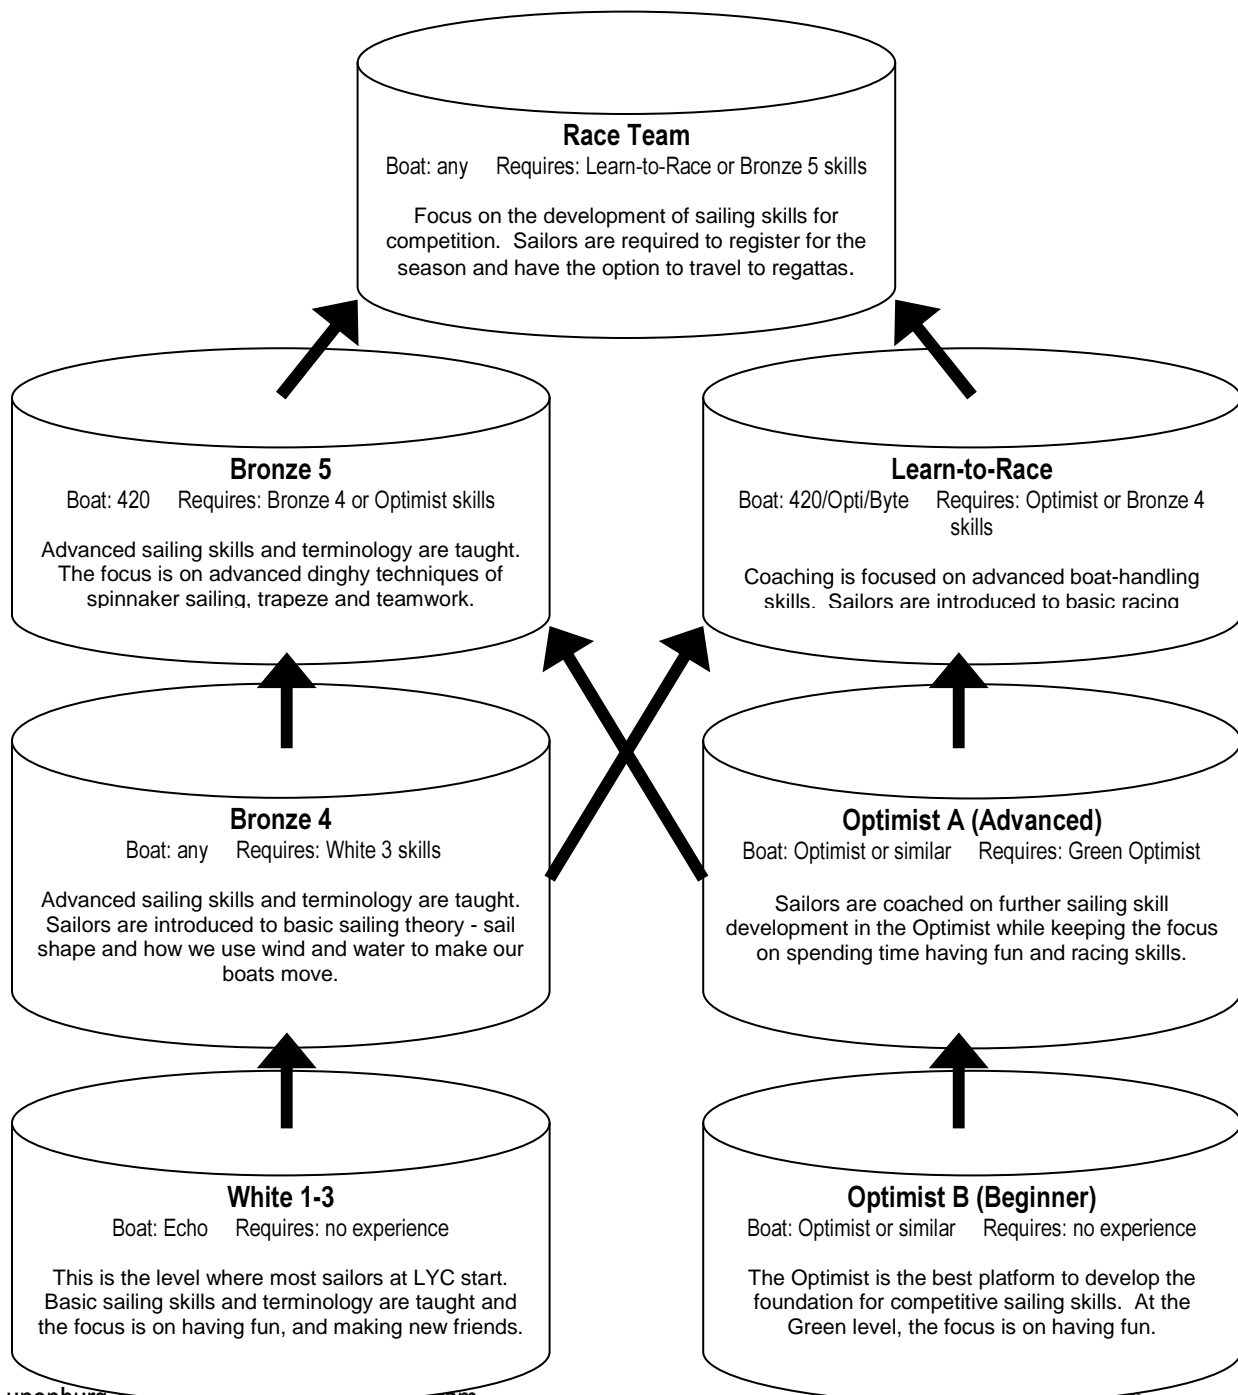 Race Team
Boat: any Requires: Learn-to-Race or Bronze 5 skills
Focus on the development of sailing skills for
competition. Sailors are required to register for the
season and have the option to travel to regattas.
Bronze 5
Boat: 420 Requires: Bronze 4 or Optimist skills
Advanced sailing skills and terminology are taught.
The focus is on advanced dinghy techniques of
spinnaker sailing, trapeze and teamwork.
Learn-to-Race
Boat: 420/Opti/Byte Requires: Optimist or Bronze 4
skills
Coaching is focused on advanced boat-handling
skills. Sailors are introduced to basic racing
Bronze 4
Boat: any Requires: White 3 skills
Advanced sailing skills and terminology are taught.
Sailors are introduced to basic sailing theory - sail
shape and how we use wind and water to make our
boats move.
Optimist A (Advanced)
Boat: Optimist or similar Requires: Green Optimist
Sailors are coached on further sailing skill
development in the Optimist while keeping the focus
on spending time having fun and racing skills.
White 1-3
Boat: Echo Requires: no experience
This is the level where most sailors at LYC start.
Basic sailing skills and terminology are taught and
the focus is on having fun, and making new friends.
Optimist B (Beginner)
Boat: Optimist or similar Requires: no experience
The Optimist is the best platform to develop the
foundation for competitive sailing skills. At the
Green level, the focus is on having fun.